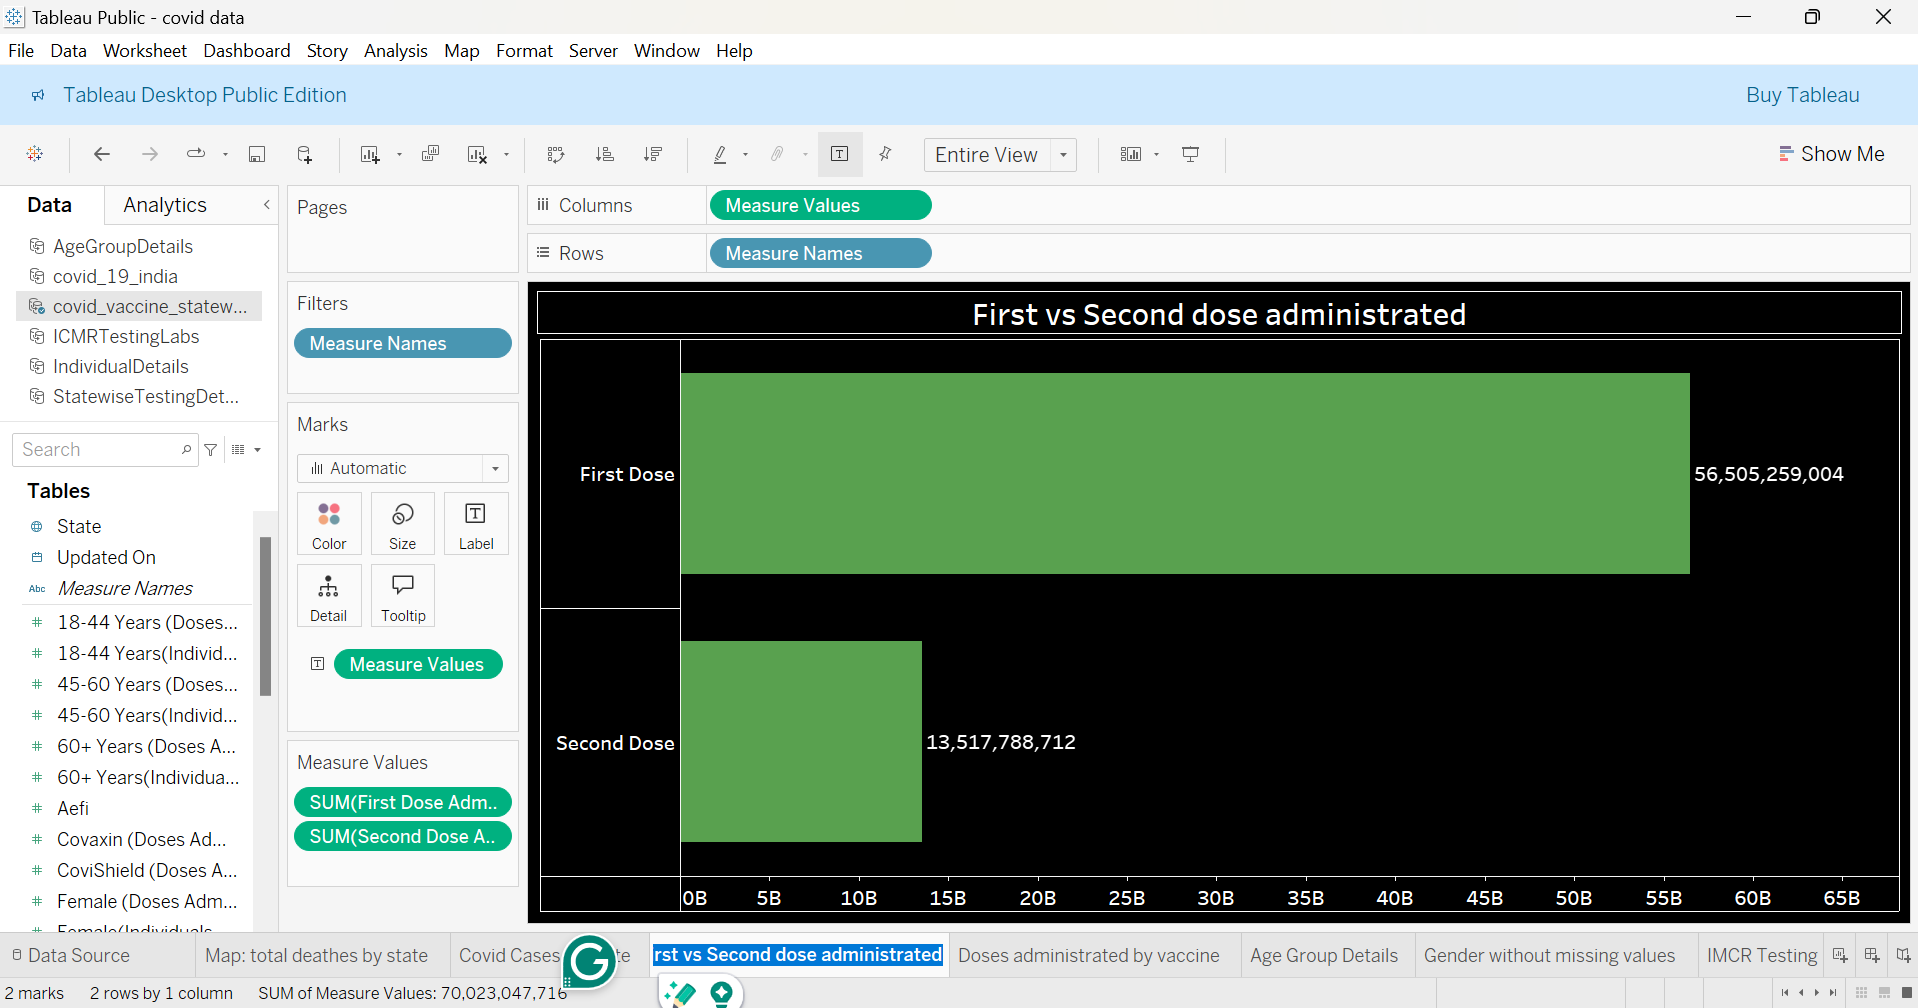 Tableau Public - covid data
File Data Worksheet Dashboard Story Analysis Map Format Server Window Help
Tableau Desktop Public Edition
Buy Tableau
Entire View
Show Me
Data
Analytics
AgeGroupDetails
covid_19_india
covid_vaccine_statew...
ICMRTestingLabs
IndividualDetails
StatewiseTestingDet...
Search
Tables
State
Updated On
Abc Measure Names
# 18-44 Years (Doses...
# 18-44 Years(Individ...
# 45-60 Years (Doses...
# 45-60 Years(Individ...
# 60+ Years (Doses A...
# 60+ Years(Individua...
# Aefi
# Covaxin (Doses Ad...
# CoviShield (Doses A...
# Female (Doses Adm...
Pages
Filters
Measure Names
Marks
Automatic
Color
Size
Label
Detail
Tooltip
Measure Values
Measure Values
SUM(First Dose Adm..
SUM(Second Dose A..
Columns
Measure Values
Rows
Measure Names
First vs Second dose administrated
First Dose
56,505,259,004
Second Dose
13,517,788,712
0B 5B 10B 15B 20B 25B 30B 35B 40B 45B 50B 55B 60B 65B
Data Source
Map: total deathes by state
Covid Cases
te
rst vs Second dose administrated
Doses administrated by vaccine
Age Group Details
Gender without missing values
IMCR Testing
2 marks
2 rows by 1 column
SUM of Measure Values: 70,023,047,716